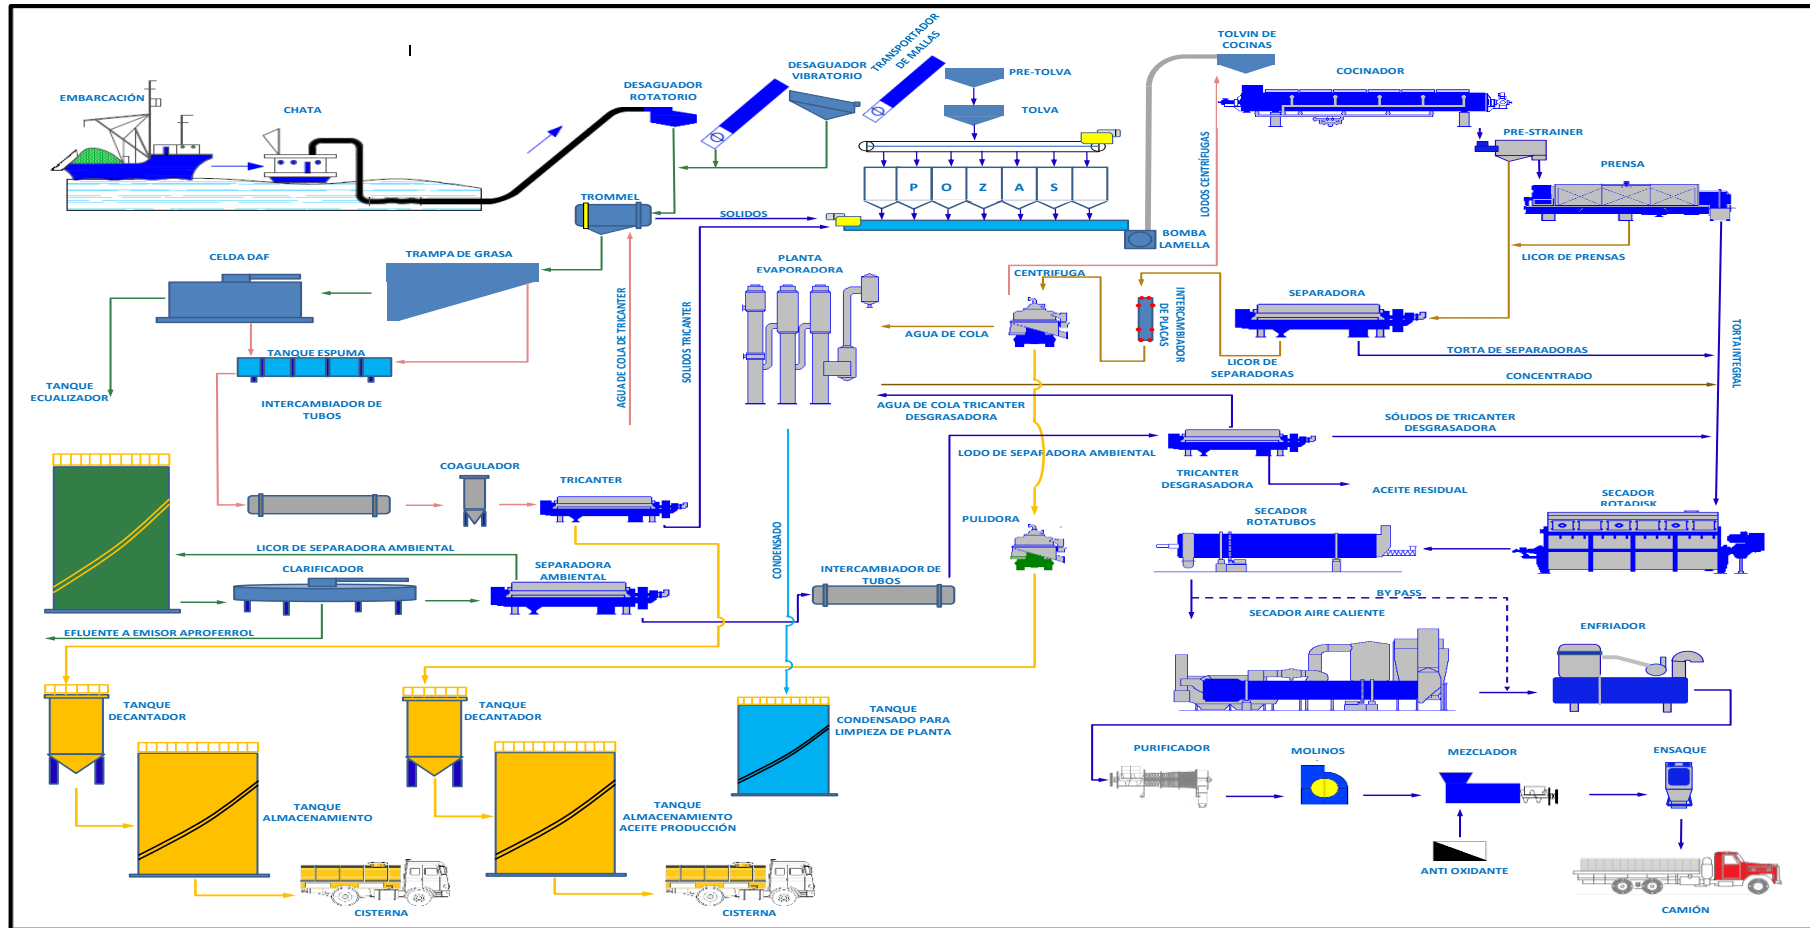 EMBARCACIÓN
CHATA
DESAGUADOR
ROTATORIO
DESAGUADOR
VIBRATORIO
TRANSPORTADOR
DE MALLAS
PRE-TOLVA
TOLVA
TOLVIN DE
COCINAS
COCINADOR
PRE-STRAINER
PRENSA
LODOS CENTRÍFUGAS
P O Z A S
TROMMEL
SOLIDOS
BOMBA
LAMELLA
LICOR DE PRENSAS
CELDA DAF
TRAMPA DE GRASA
PLANTA
EVAPORADORA
CENTRIFUGA
INTERCAMBIADOR
DE PLACAS
SEPARADORA
AGUA DE COLA
AGUA DE COLA DE TRICANTER
SOLIDOS TRICANTER
LICOR DE
SEPARADORAS
TORTA DE SEPARADORAS
TORTA INTEGRAL
TANQUE ESPUMA
TANQUE
ECUALIZADOR
INTERCAMBIADOR DE
TUBOS
CONCENTRADO
AGUA DE COLA TRICANTER
DESGRASADORA
SÓLIDOS DE TRICANTER
DESGRASADORA
LODO DE SEPARADORA AMBIENTAL
TRICANTER
DESGRASADORA
ACEITE RESIDUAL
COAGULADOR
TRICANTER
PULIDORA
SECADOR
ROTATUBOS
SECADOR
ROTADISK
CONDENSADO
LICOR DE SEPARADORA AMBIENTAL
CLARIFICADOR
SEPARADORA
AMBIENTAL
INTERCAMBIADOR DE
TUBOS
BY PASS
SECADOR AIRE CALIENTE
ENFRIADOR
EFLUENTE A EMISOR APROFERROL
TANQUE
DECANTADOR
TANQUE
DECANTADOR
TANQUE
CONDENSADO PARA
LIMPIEZA DE PLANTA
PURIFICADOR
MOLINOS
MEZCLADOR
ENSAQUE
TANQUE
ALMACENAMIENTO
TANQUE
ALMACENAMIENTO
ACEITE PRODUCCIÓN
ANTI OXIDANTE
CISTERNA
CISTERNA
CAMIÓN